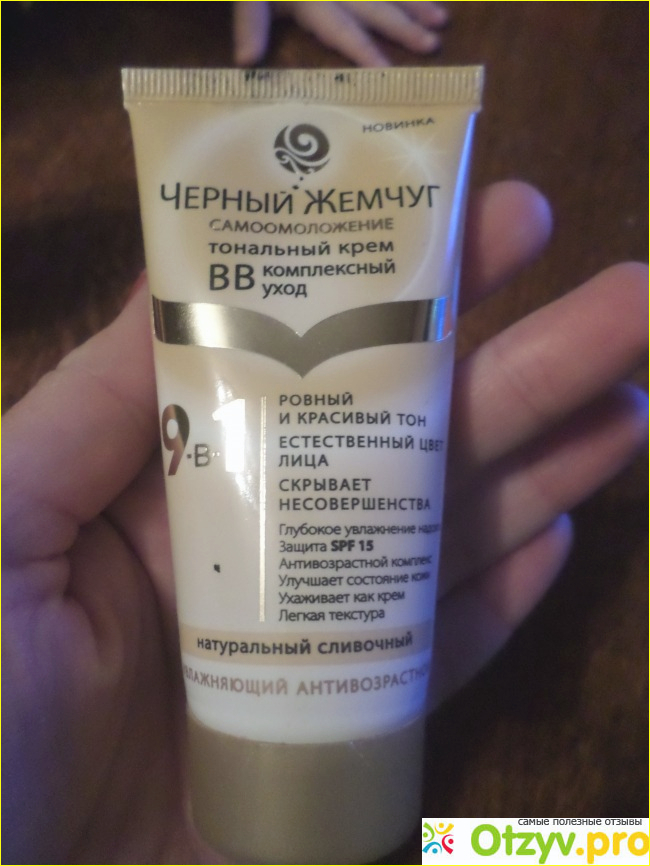 НОВИНКА
ЧЕРНЫЙ ЖЕМЧУГ
САМООМОЛОЖЕНИЕ
тональный крем
BB комплексный
уход
9-в-1
РОВНЫЙ
И КРАСИВЫЙ ТОН
ЕСТЕСТВЕННЫЙ ЦВЕТ
ЛИЦА
СКРЫВАЕТ
НЕСОВЕРШЕНСТВА
Глубокое увлажнение
Защита SPF 15
Антивозрастной комплекс
Улучшает состояние кожи
Ухаживает как крем
Легкая текстура
натуральный сливочный
самые полезные отзывы
Otzyv.pro